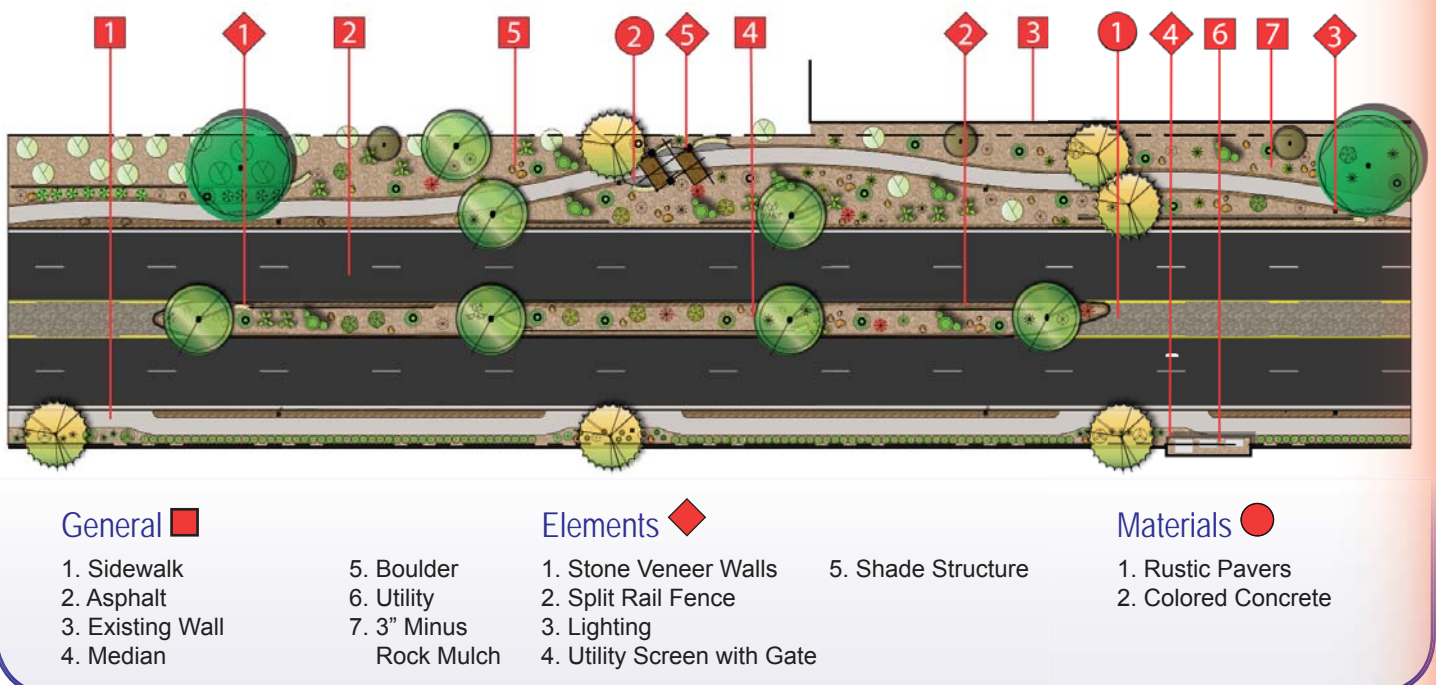 1 1 2 5 2 5 4 2 3 1 4 6 7 3
General
1. Sidewalk
2. Asphalt
3. Existing Wall
4. Median
5. Boulder
6. Utility
7. 3” Minus
Rock Mulch
Elements
1. Stone Veneer Walls
2. Split Rail Fence
3. Lighting
4. Utility Screen with Gate
5. Shade Structure
Materials
1. Rustic Pavers
2. Colored Concrete